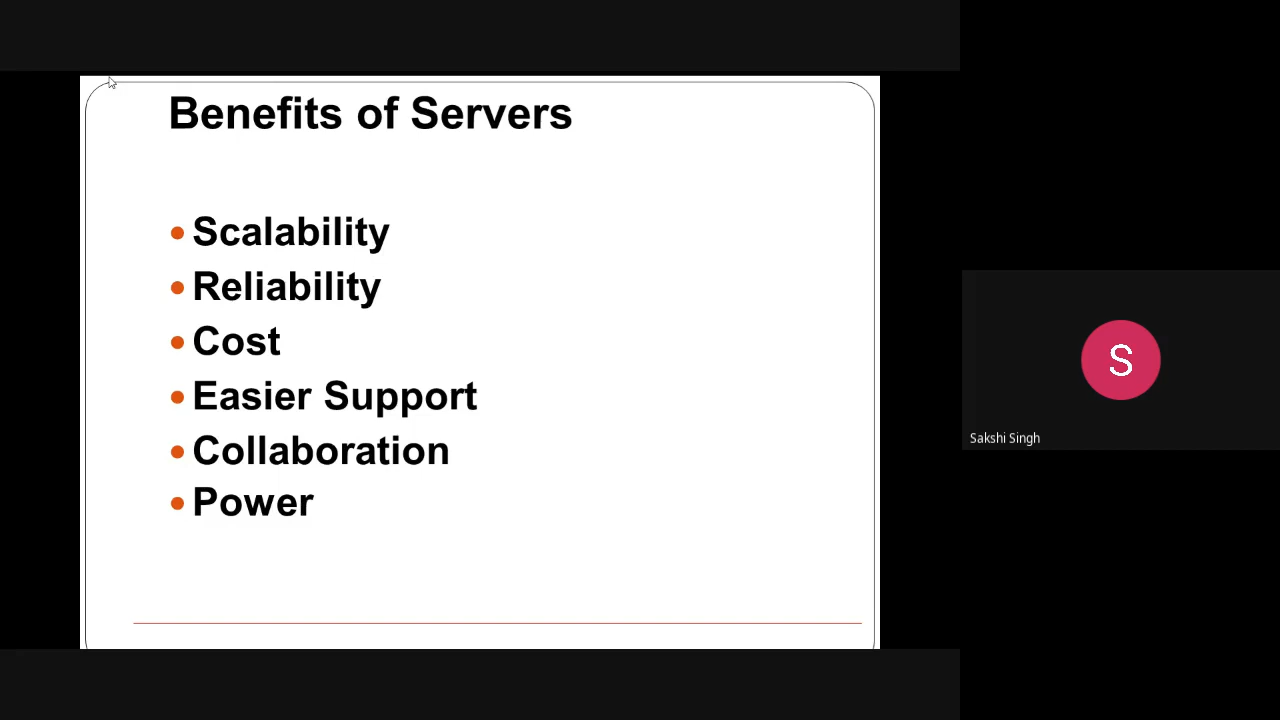 Benefits of Servers
• Scalability
• Reliability
• Cost
• Easier Support
• Collaboration
• Power
S
Sakshi Singh